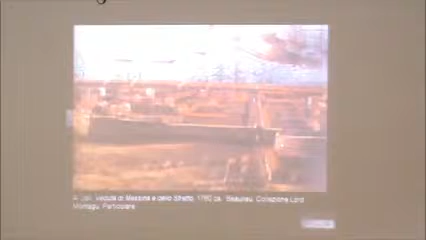 Veduta di Messina e dello Stretto, 1760 ca. Beaulieu, Collezione Lord
Montagu. Particolare